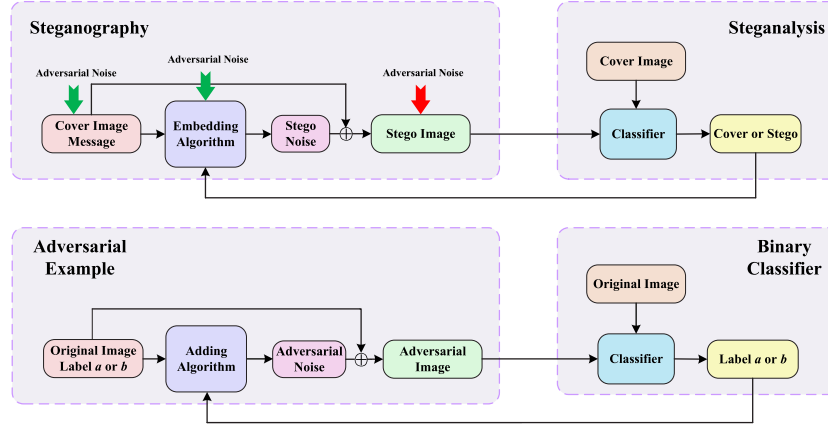 Steganography
Steganalysis
Adversarial Noise
Adversarial Noise
Adversarial Noise
Cover Image
Cover Image
Message
Embedding
Algorithm
Stego
Noise
Stego Image
Classifier
Cover or Stego
Adversarial
Example
Binary
Classifier
Original Image
Original Image
Label a or b
Adding
Algorithm
Adversarial
Noise
Adversarial
Image
Classifier
Label a or b